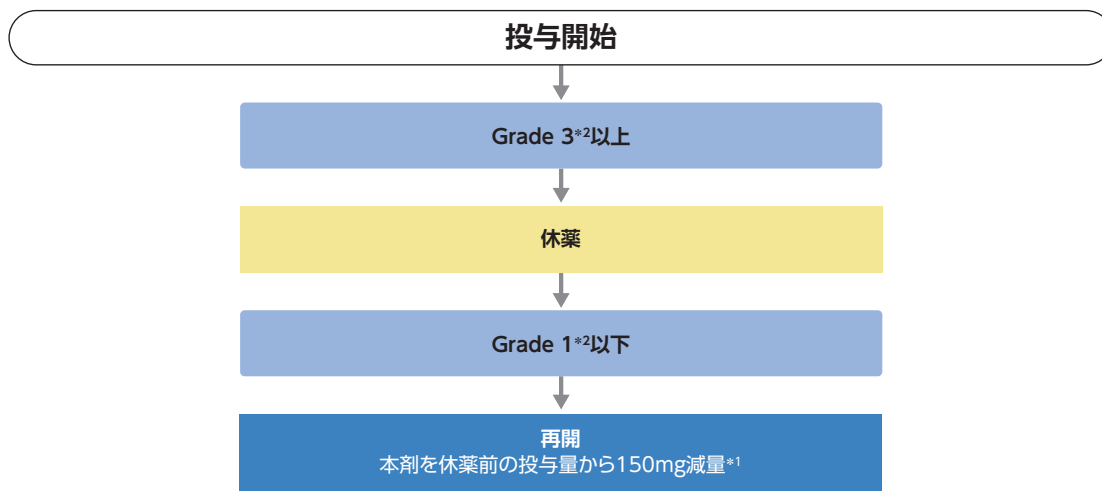 投与開始
Grade 3*2以上
休薬
Grade 1*2以下
再開
本剤を休薬前の投与量から150mg減量*1